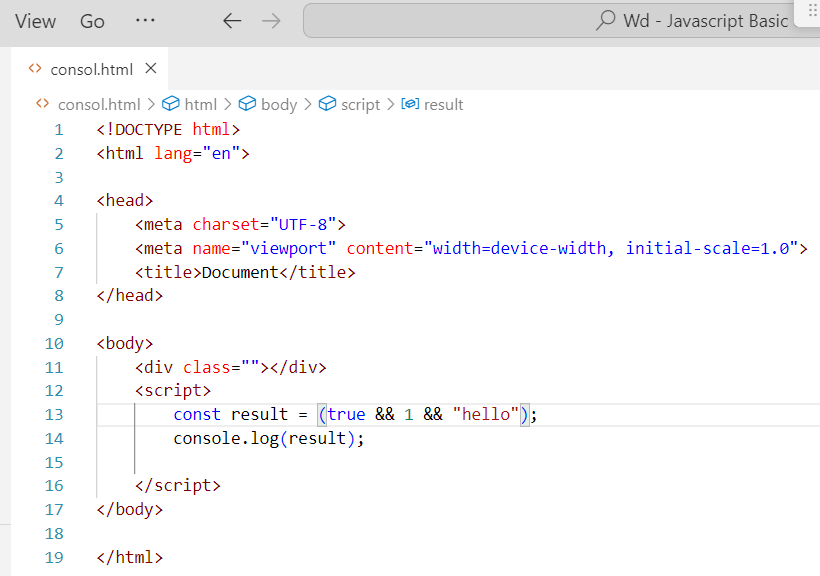 View Go ··· Wd - Javascript Basic
consol.html
consol.html > html > body > script > result
1 <!DOCTYPE html>
2 <html lang="en">
3
4 <head>
5     <meta charset="UTF-8">
6     <meta name="viewport" content="width=device-width, initial-scale=1.0">
7     <title>Document</title>
8 </head>
9
10 <body>
11     <div class=""></div>
12     <script>
13         const result = (true && 1 && "hello");
14         console.log(result);
15
16     </script>
17 </body>
18
19 </html>